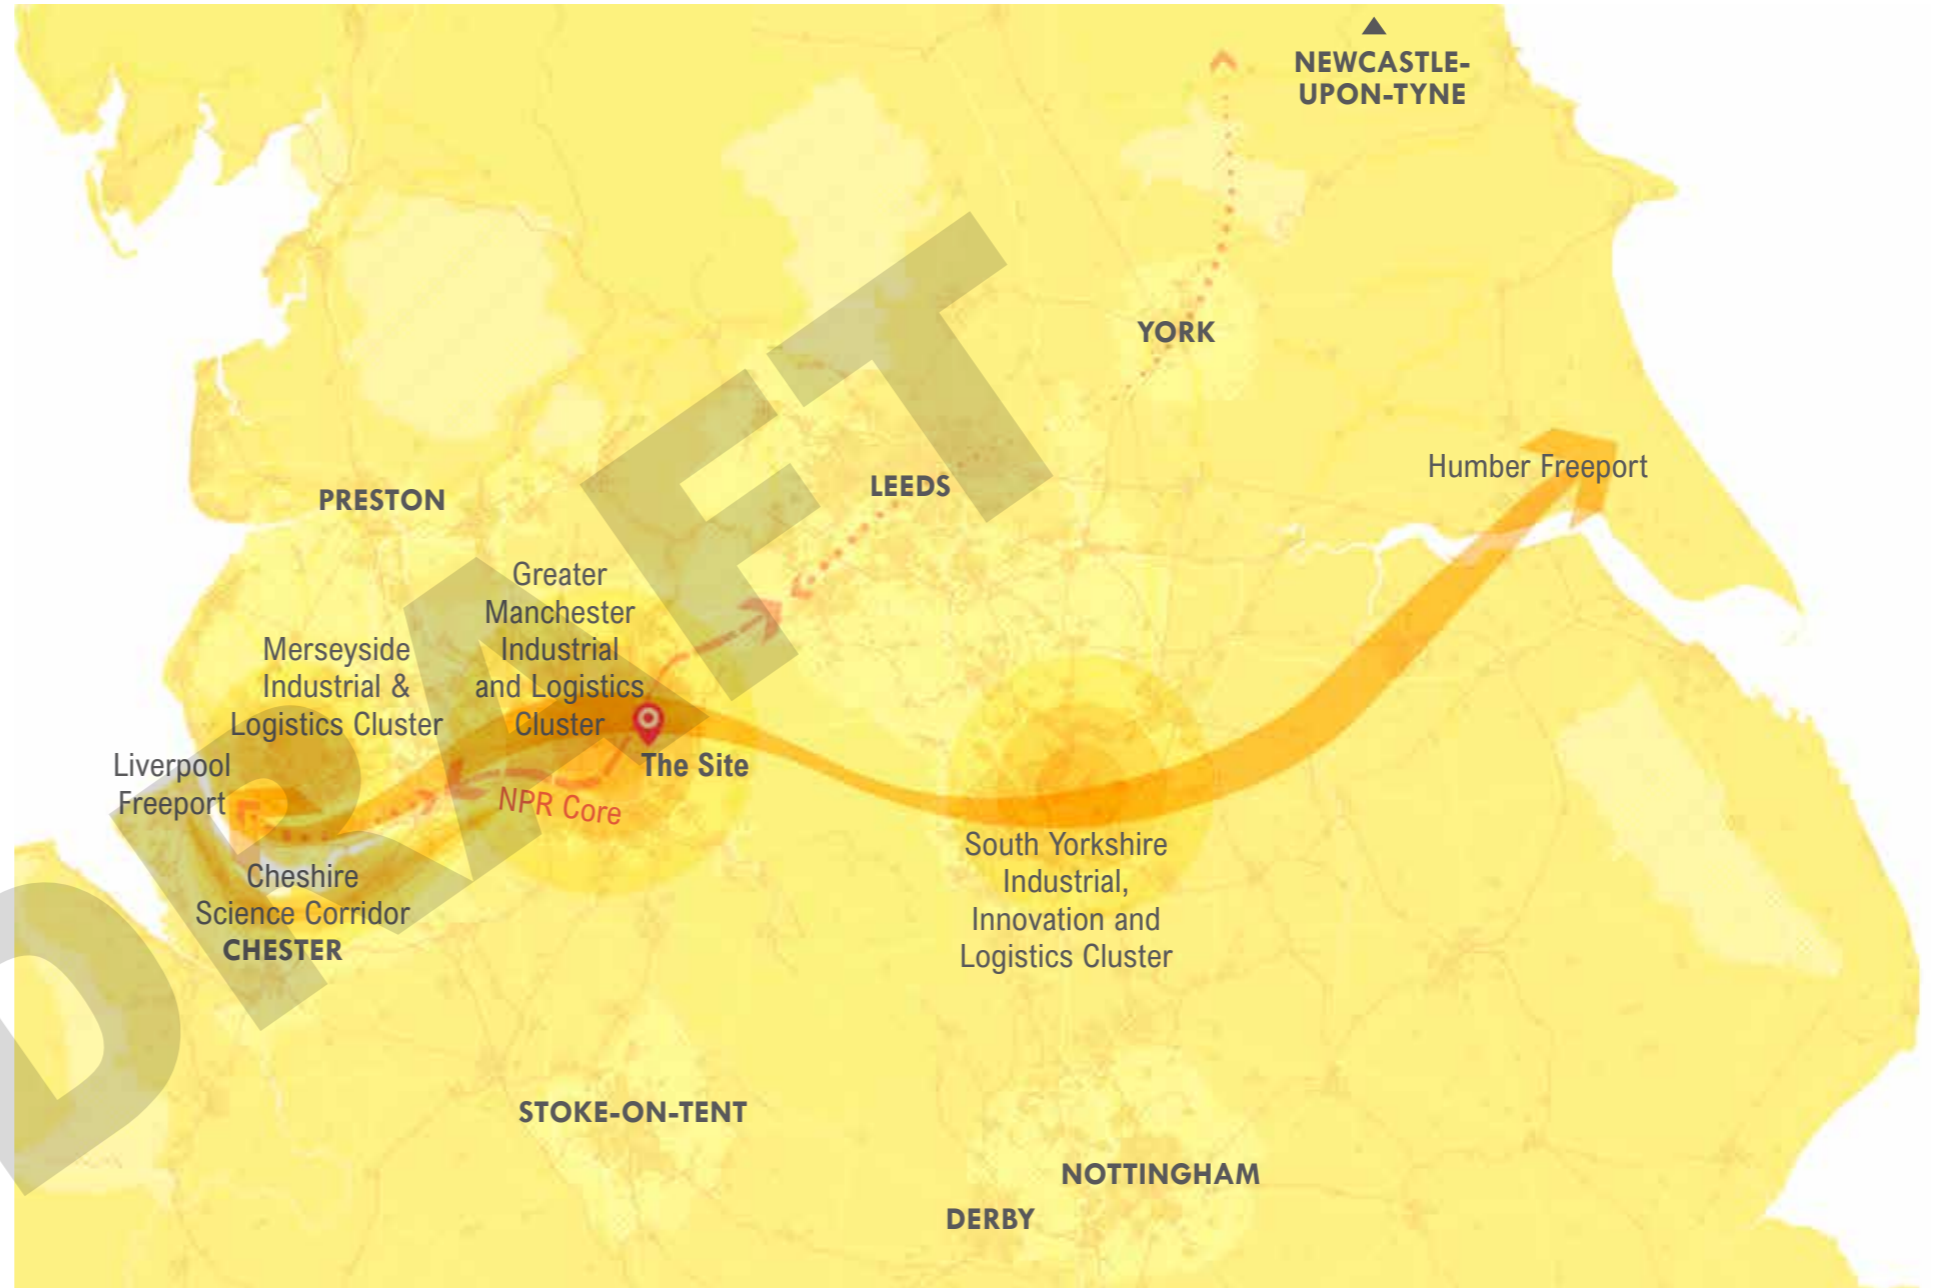 NEWCASTLE-
UPON-TYNE
YORK
Humber Freeport
LEEDS
PRESTON
Greater
Manchester
Industrial
and Logistics
Cluster
Merseyside
Industrial &
Logistics Cluster
The Site
Liverpool
Freeport
NPR Core
South Yorkshire
Industrial,
Innovation and
Logistics Cluster
Cheshire
Science Corridor
CHESTER
STOKE-ON-TENT
NOTTINGHAM
DERBY
DRAFT